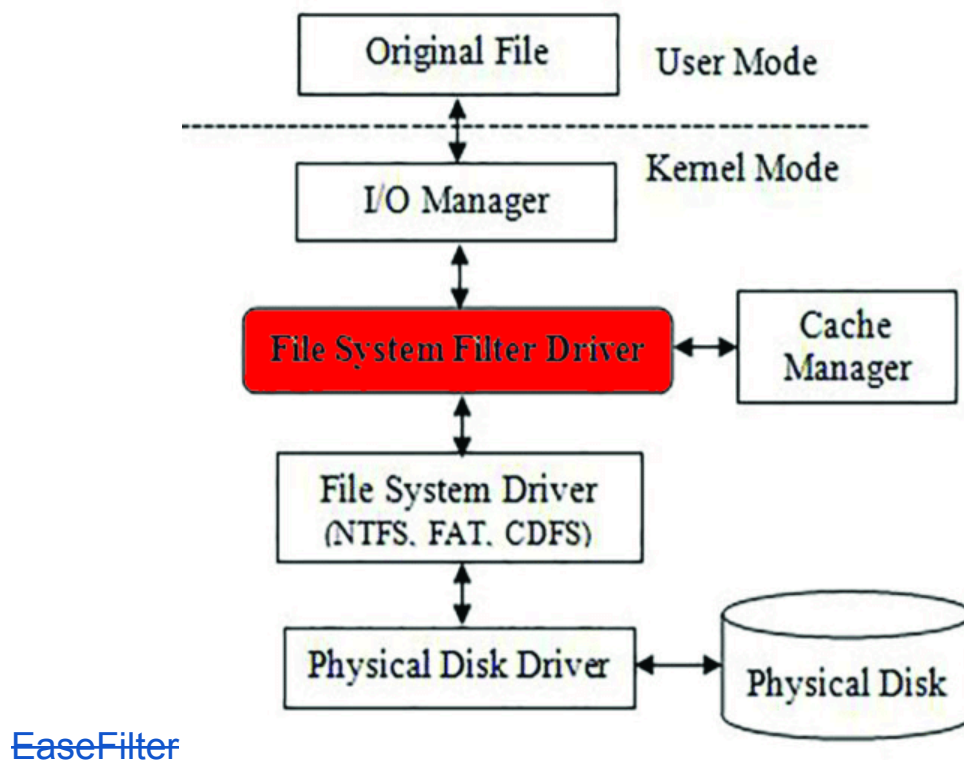 Original File
User Mode
Kernel Mode
I/O Manager
File System Filter Driver
Cache
Manager
File System Driver
(NTFS, FAT, CDFS)
Physical Disk Driver
Physical Disk
EaseFilter